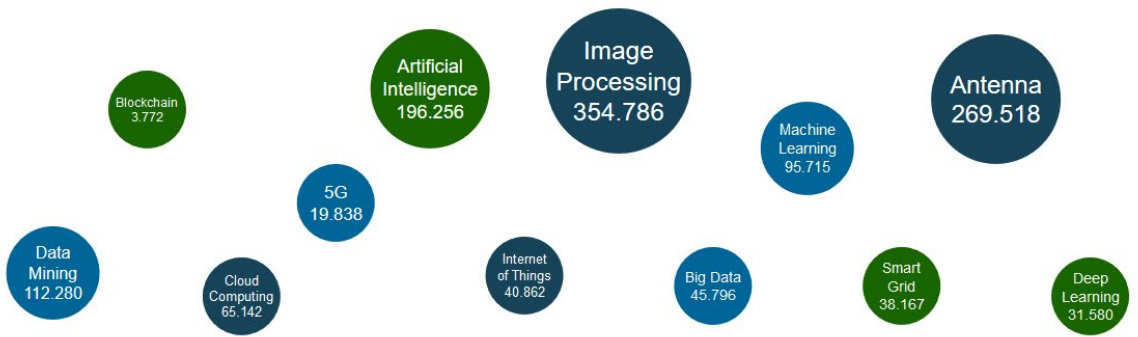 Blockchain
3.772
Artificial
Intelligence
196.256
Image
Processing
354.786
Machine
Learning
95.715
Antenna
269.518
5G
19.838
Data
Mining
112.280
Cloud
Computing
65.142
Internet
of Things
40.862
Big Data
45.796
Smart
Grid
38.167
Deep
Learning
31.580